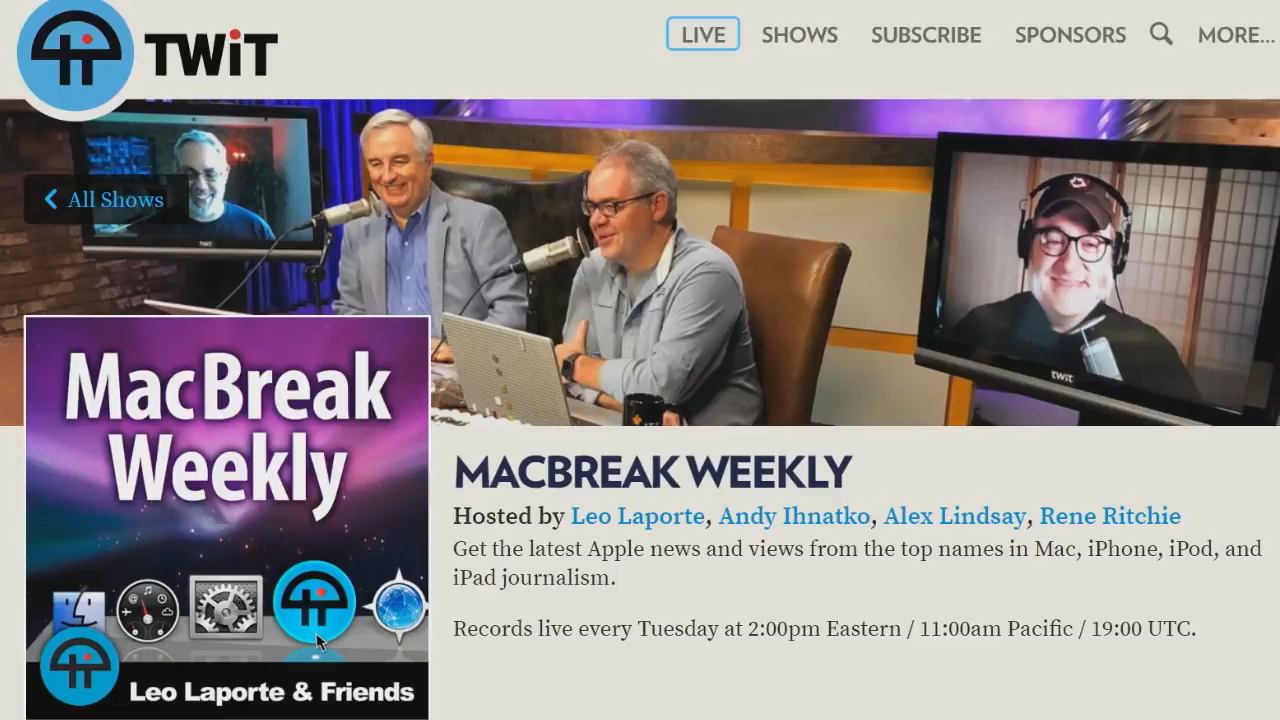 TWiT
LIVE
SHOWS
SUBSCRIBE
SPONSORS
MORE...
All Shows
TWiT
twit
MacBreak
Weekly
Leo Laporte & Friends
MACBREAK WEEKLY
Hosted by Leo Laporte, Andy Ihnatko, Alex Lindsay, Rene Ritchie
Get the latest Apple news and views from the top names in Mac, iPhone, iPod, and
iPad journalism.
Records live every Tuesday at 2:00pm Eastern / 11:00am Pacific / 19:00 UTC.